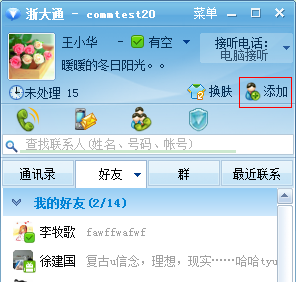 浙大通 - commtest20 菜单
王小华 - 有空
接听电话:
电脑接听
暖暖的冬日阳光。。
未处理 15 换肤 添加
查找联系人(姓名、号码、帐号)
通讯录 好友 群 最近联系
我的好友(2/14)
李牧歌 fawffwafwf
徐建国 复古u信念，理想，现实……哈哈tyu